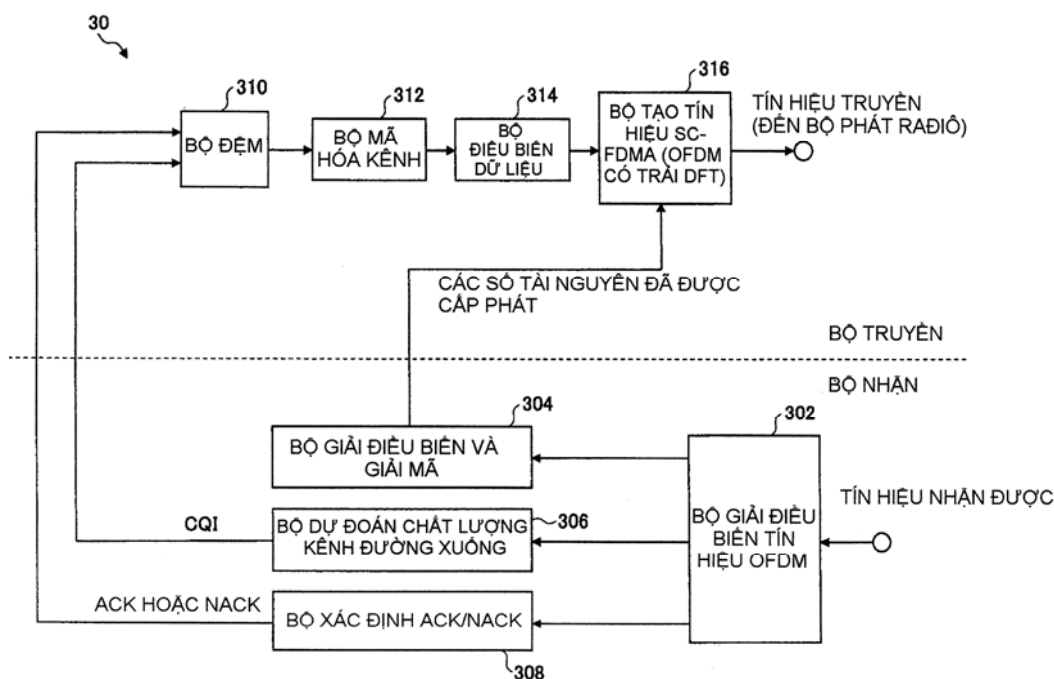 30
310
312
314
316
BỘ ĐỆM
BỘ MÃ
HÓA KÊNH
BỘ
ĐIỀU BIẾN
DỮ LIỆU
BỘ TẠO TÍN
HIỆU SC-
FDMA (OFDM
CÓ TRẢI DFT)
TÍN HIỆU TRUYỀN
(ĐẾN BỘ PHÁT RAĐIÔ)
CÁC SỐ TÀI NGUYÊN ĐÃ ĐƯỢC
CẤP PHÁT
BỘ TRUYỀN
BỘ NHẬN
304
302
BỘ GIẢI ĐIỀU BIẾN VÀ
GIẢI MÃ
TÍN HIỆU NHẬN ĐƯỢC
CQI
BỘ DỰ ĐOÁN CHẤT LƯỢNG
KÊNH ĐƯỜNG XUỐNG
306
BỘ GIẢI ĐIỀU
BIẾN TÍN
HIỆU OFDM
ACK HOẶC NACK
BỘ XÁC ĐỊNH ACK/NACK
308